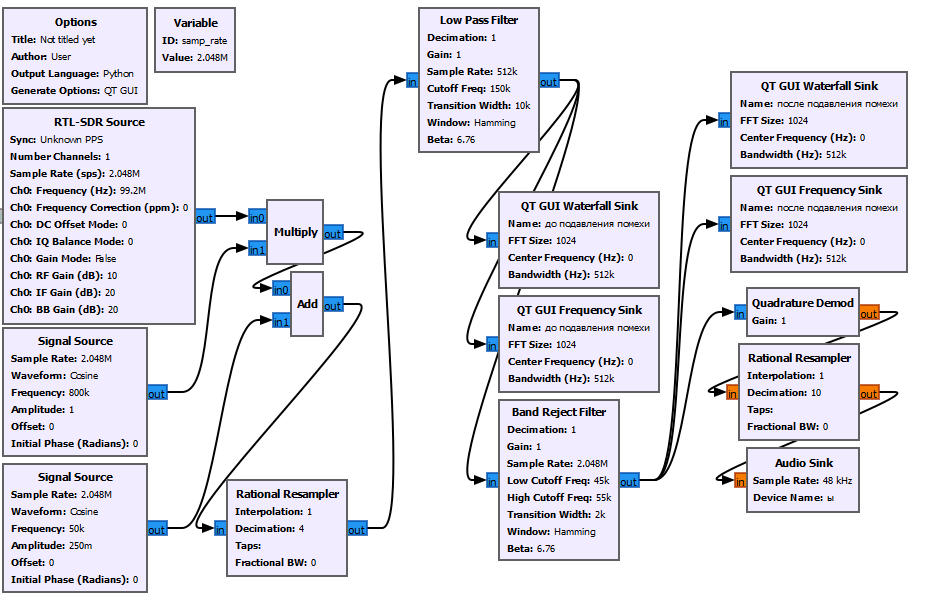 Options
Title: Not titled yet
Author: User
Output Language: Python
Generate Options: QT GUI
Variable
ID: samp_rate
Value: 2.048M
RTL-SDR Source
Sync: Unknown PPS
Number Channels: 1
Sample Rate (sps): 2.048M
Ch0: Frequency (Hz): 99.2M
Ch0: Frequency Correction (ppm): 0
Ch0: DC Offset Mode: 0
Ch0: IQ Balance Mode: 0
Ch0: Gain Mode: False
Ch0: RF Gain (dB): 10
Ch0: IF Gain (dB): 20
Ch0: BB Gain (dB): 20
out
Signal Source
Sample Rate: 2.048M
Waveform: Cosine
Frequency: 800k
Amplitude: 1
Offset: 0
Initial Phase (Radians): 0
out
Signal Source
Sample Rate: 2.048M
Waveform: Cosine
Frequency: 50k
Amplitude: 250m
Offset: 0
Initial Phase (Radians): 0
out
in0
in1
Multiply
out
in0
in1
Add
out
in
Rational Resampler
Interpolation: 1
Decimation: 4
Taps:
Fractional BW: 0
out
in
Low Pass Filter
Decimation: 1
Gain: 1
Sample Rate: 512k
Cutoff Freq: 150k
Transition Width: 10k
Window: Hamming
Beta: 6.76
out
in
QT GUI Waterfall Sink
Name: до подавления помехи
FFT Size: 1024
Center Frequency (Hz): 0
Bandwidth (Hz): 512k
in
QT GUI Frequency Sink
Name: до подавления помехи
FFT Size: 1024
Center Frequency (Hz): 0
Bandwidth (Hz): 512k
in
Band Reject Filter
Decimation: 1
Gain: 1
Sample Rate: 2.048M
Low Cutoff Freq: 45k
High Cutoff Freq: 55k
Transition Width: 2k
Window: Hamming
Beta: 6.76
out
in
QT GUI Waterfall Sink
Name: после подавления помехи
FFT Size: 1024
Center Frequency (Hz): 0
Bandwidth (Hz): 512k
in
QT GUI Frequency Sink
Name: после подавления помехи
FFT Size: 1024
Center Frequency (Hz): 0
Bandwidth (Hz): 512k
in
Quadrature Demod
Gain: 1
out
in
Rational Resampler
Interpolation: 1
Decimation: 10
Taps:
Fractional BW: 0
out
in
Audio Sink
Sample Rate: 48 kHz
Device Name: ы